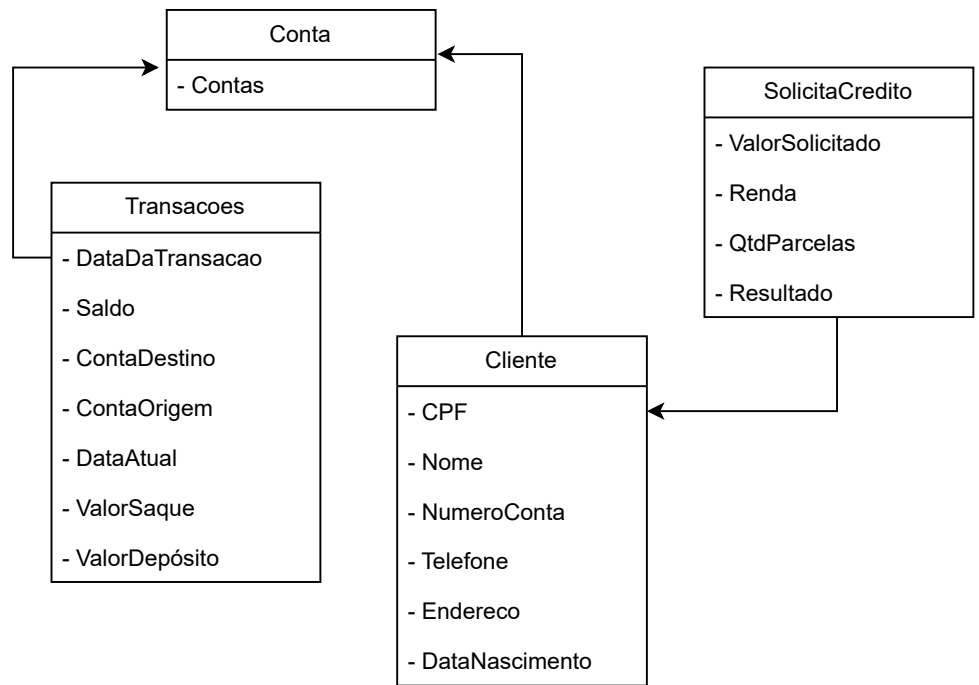 Conta
- Contas
SolicitaCredito
- ValorSolicitado
- Renda
- QtdParcelas
- Resultado
Transacoes
- DataDaTransacao
- Saldo
- ContaDestino
- ContaOrigem
- DataAtual
- ValorSaque
- ValorDepósito
Cliente
- CPF
- Nome
- NumeroConta
- Telefone
- Endereco
- DataNascimento